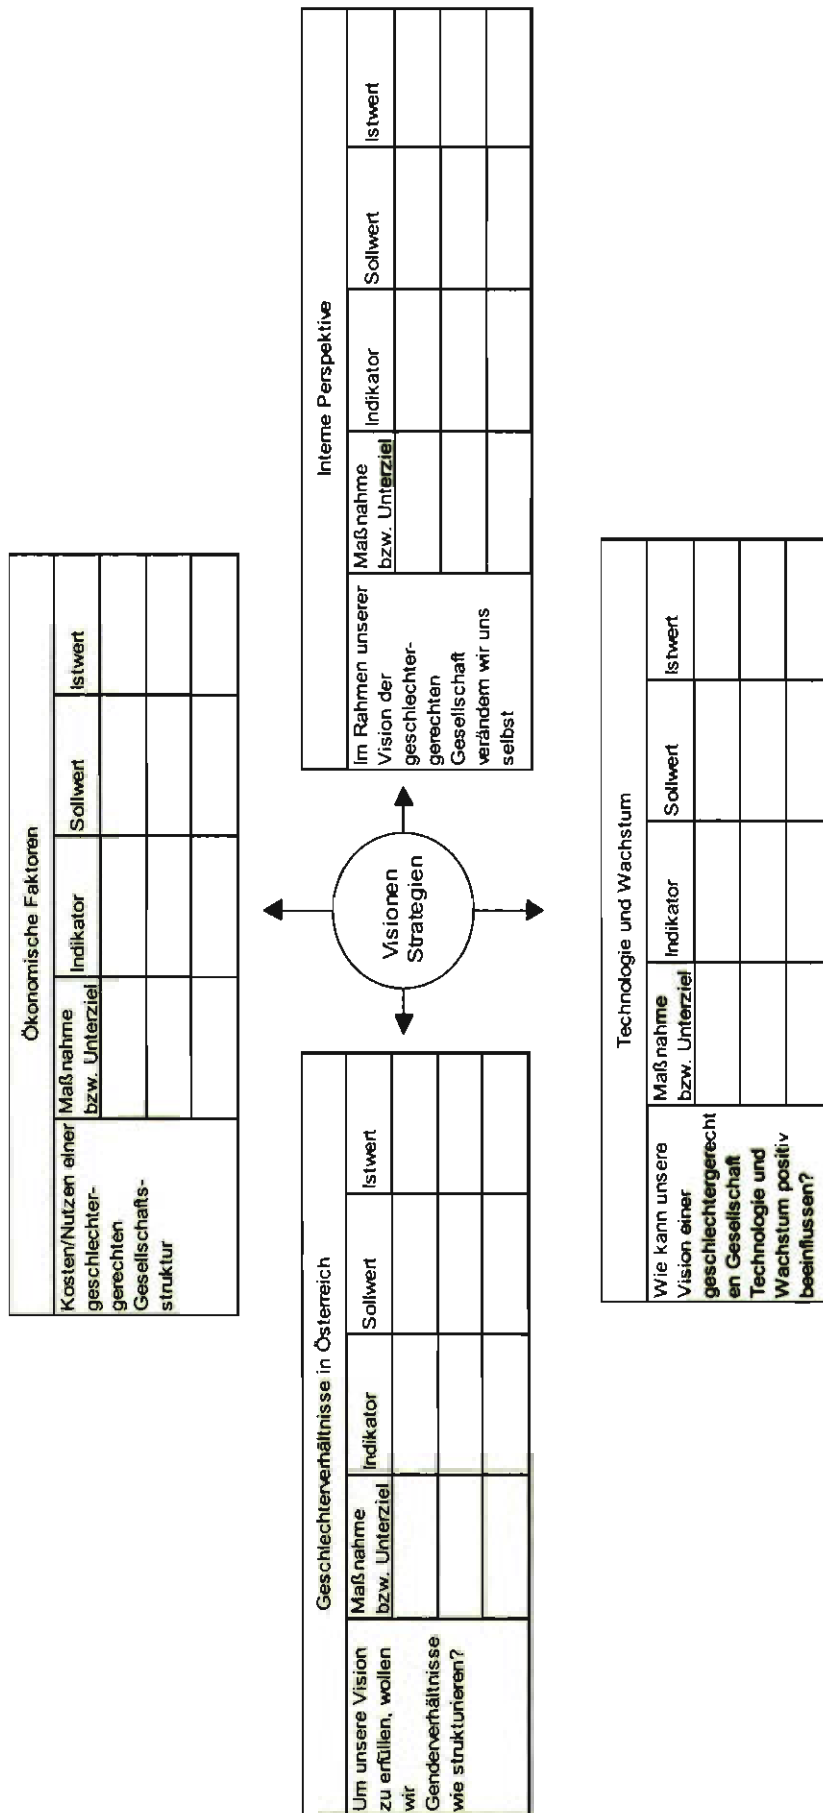 Ökonomische Faktoren
Kosten/Nutzen einer
geschlechter-
gerechten
Gesellschafts-
struktur
Maßnahme
bzw. Unterziel
Indikator
Sollwert
Istwert
Geschlechterverhältnisse in Österreich
Um unsere Vision
zu erfüllen, wollen
wir
Genderverhältnisse
wie strukturieren?
Maßnahme
bzw. Unterziel
Indikator
Sollwert
Istwert
Visionen
Strategien
Interne Perspektive
Im Rahmen unserer
Vision der
geschlechter-
gerechten
Gesellschaft
verändern wir uns
selbst
Maßnahme
bzw. Unterziel
Indikator
Sollwert
Istwert
Technologie und Wachstum
Wie kann unsere
Vision einer
geschlechtergerecht
en Gesellschaft
Technologie und
Wachstum positiv
beeinflussen?
Maßnahme
bzw. Unterziel
Indikator
Sollwert
Istwert